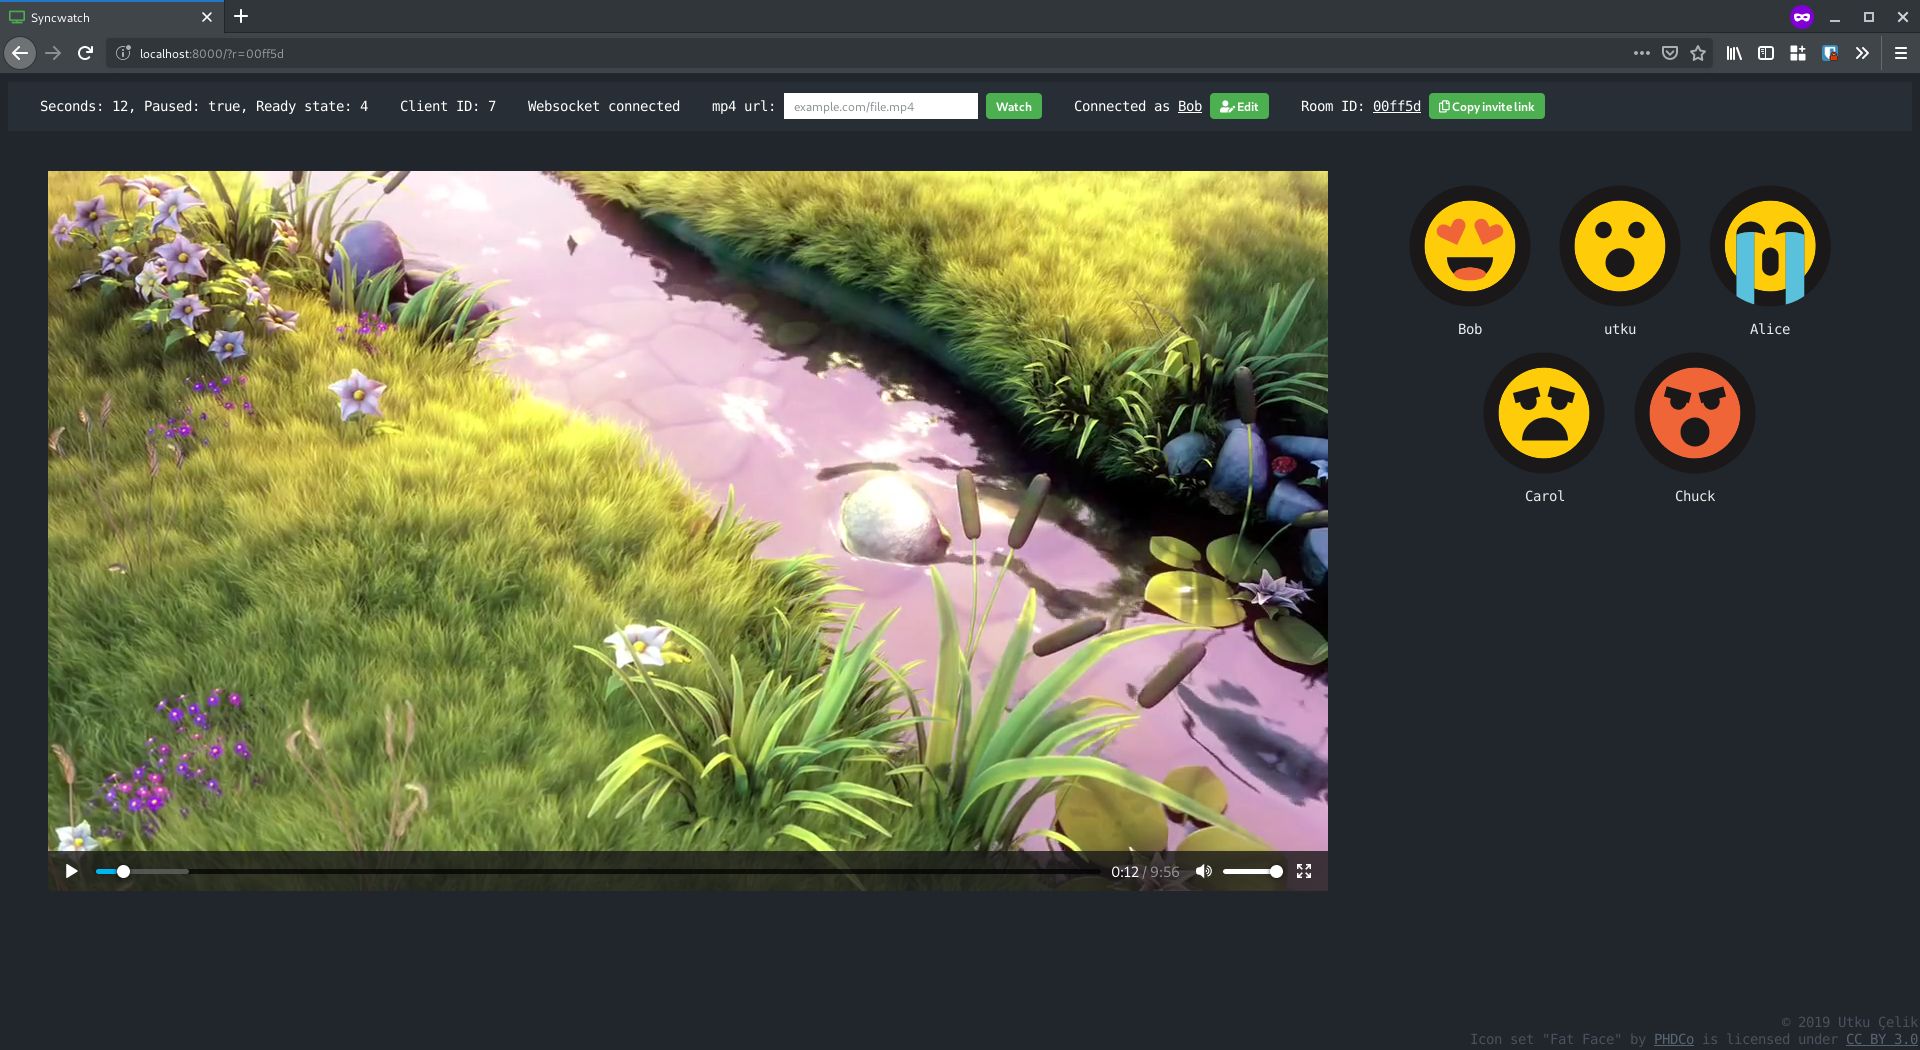 Syncwatch
localhost:8000/?r=00ff5d
Seconds: 12, Paused: true, Ready state: 4 Client ID: 7 Websocket connected mp4 url: example.com/file.mp4 Watch Connected as Bob Edit Room ID: 00ff5d Copy invite link
Bob utku Alice
Carol Chuck
0:12 / 9:56
© 2019 Utku Çelik
Icon set "Fat Face" by PHDCo is licensed under CC BY 3.0